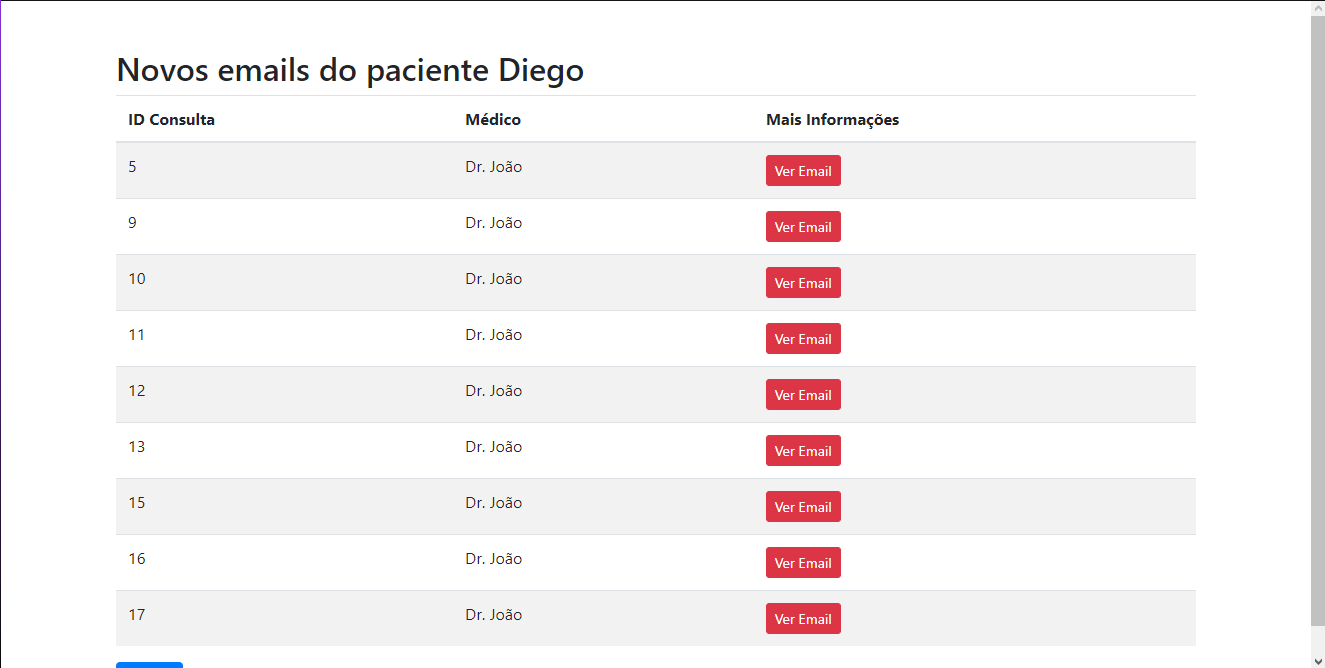 Novos emails do paciente Diego
ID Consulta Médico Mais Informações
5 Dr. João Ver Email
9 Dr. João Ver Email
10 Dr. João Ver Email
11 Dr. João Ver Email
12 Dr. João Ver Email
13 Dr. João Ver Email
15 Dr. João Ver Email
16 Dr. João Ver Email
17 Dr. João Ver Email